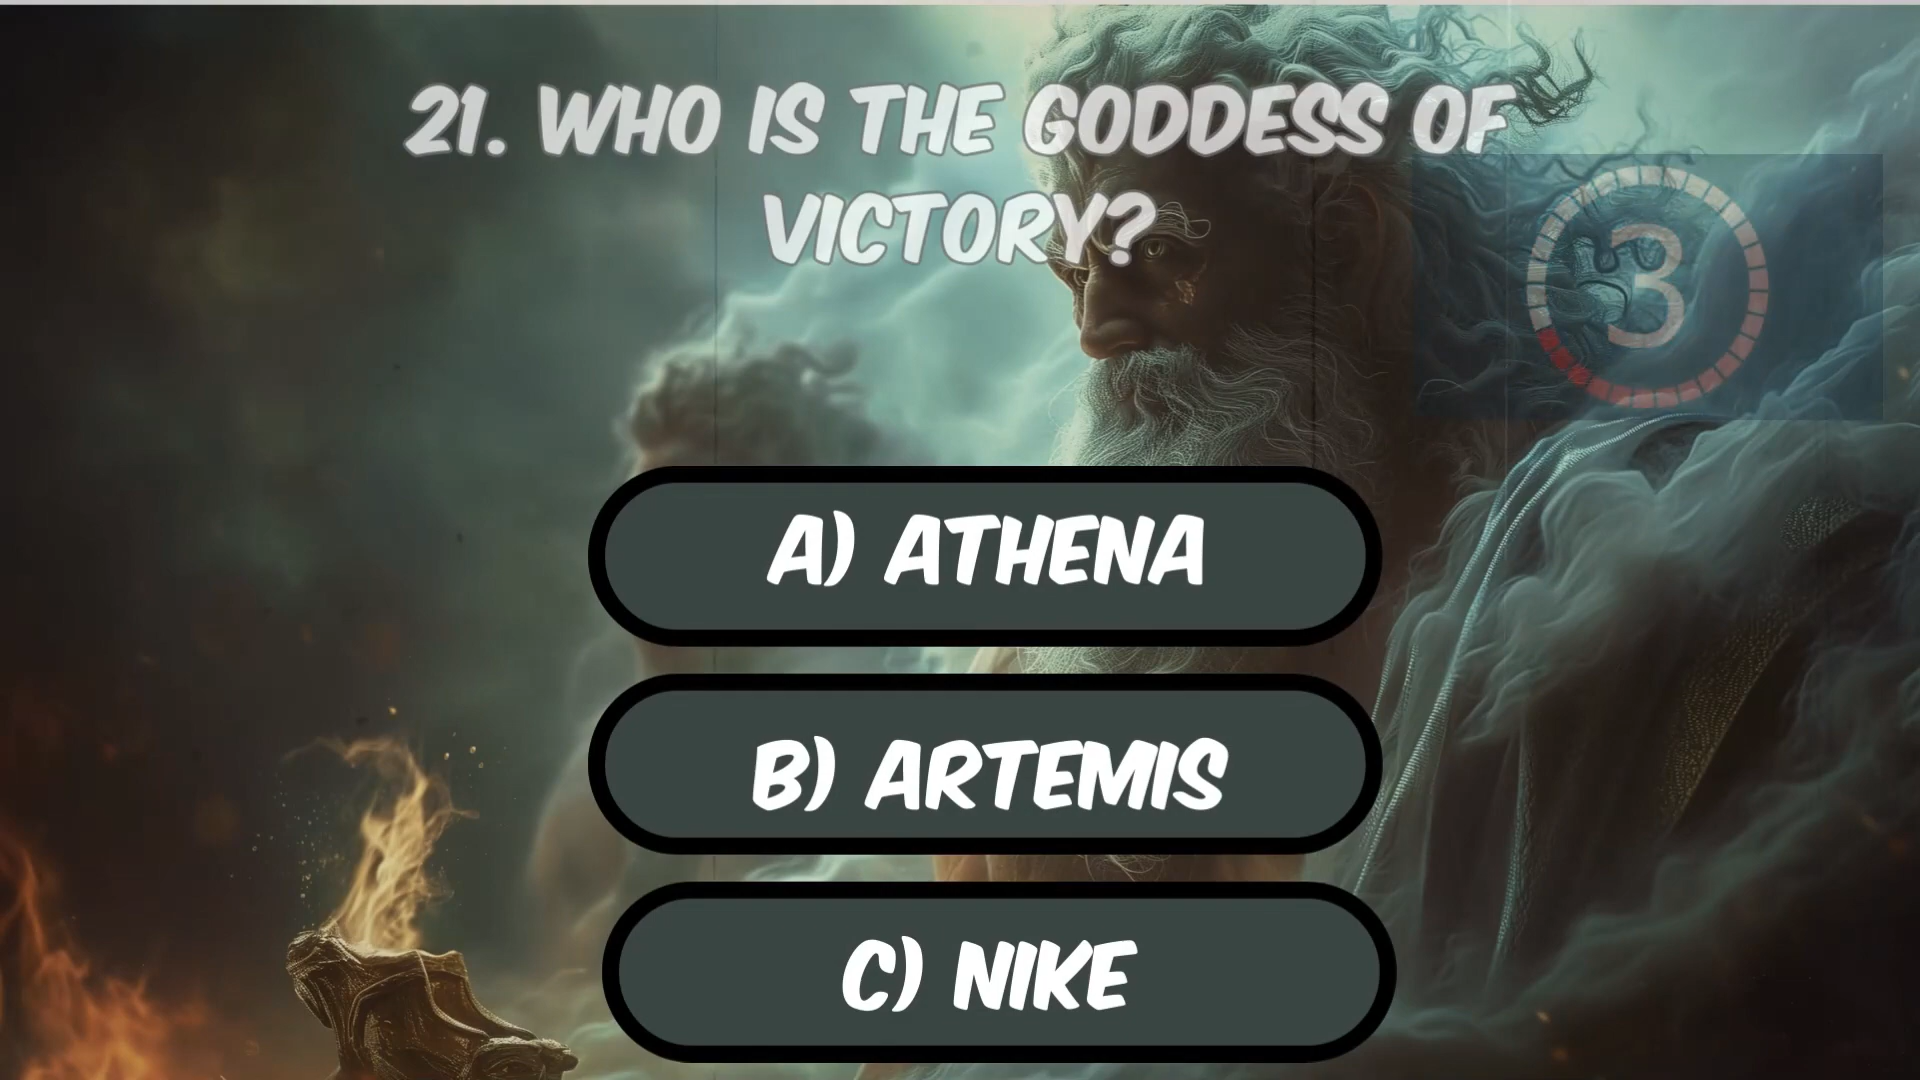 21. WHO IS THE GODDESS OF
VICTORY?
3
A) ATHENA
B) ARTEMIS
C) NIKE